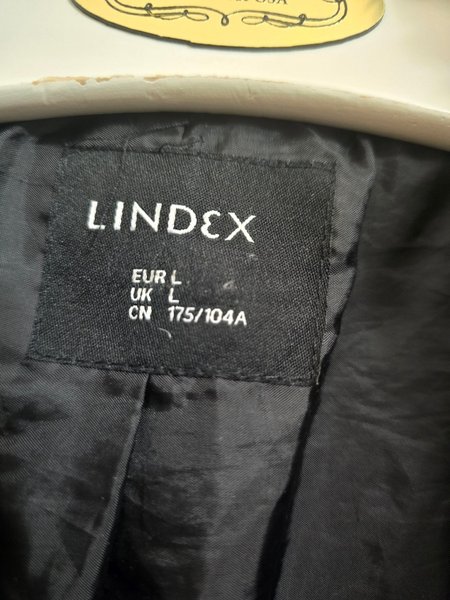 LINDEX
EUR L
UK L
CN 175/104A